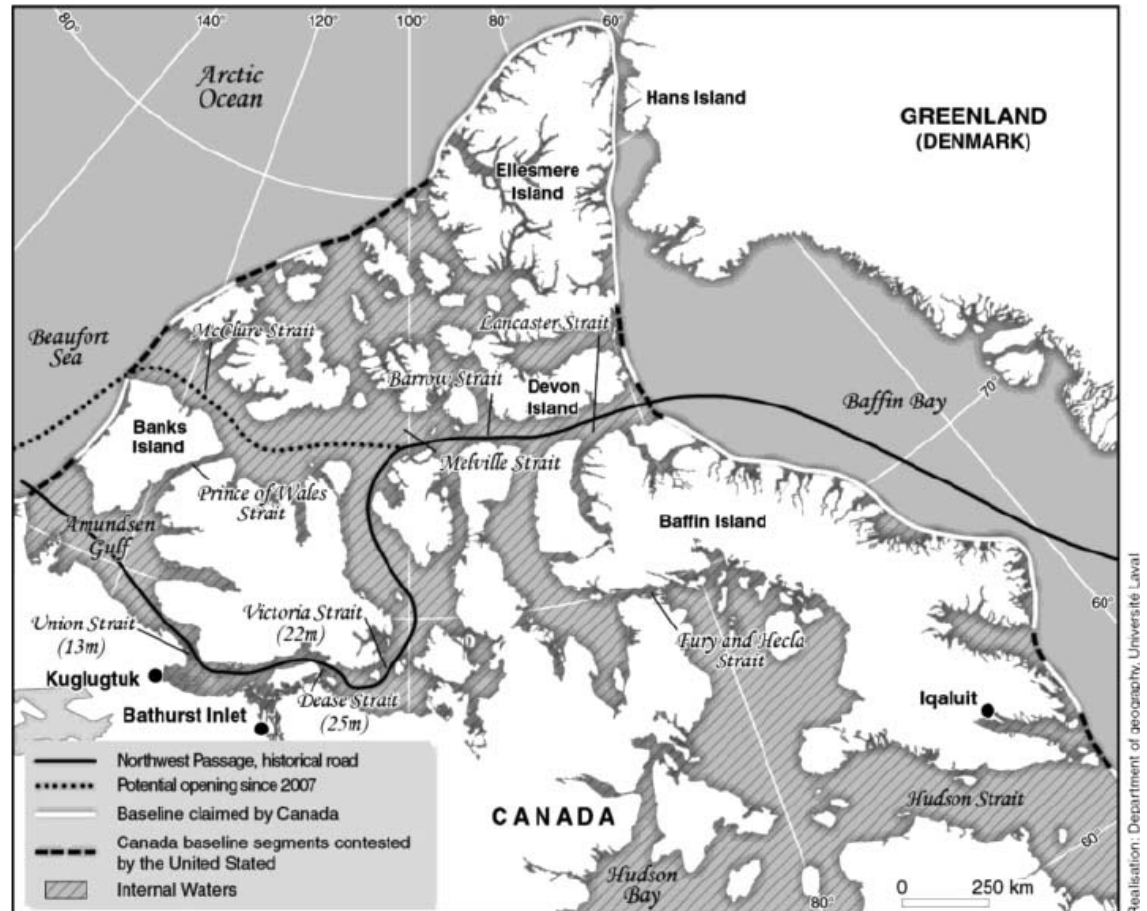 80°
140°
120°
100°
80°
60°
Arctic
Ocean
Hans Island
GREENLAND
(DENMARK)
Ellesmere
Island
McClure Strait
Lancaster Strait
Beaufort
Sea
Barrow Strait
Devon
Island
Baffin Bay
70°
Banks
Island
Melville Strait
Prince of Wales
Strait
Baffin Island
Amundsen
Gulf
60°
Victoria Strait
(22m)
Union Strait
(13m)
Fury and Hecla
Strait
Kuglugtuk
Dease Strait
(25m)
Iqaluit
Bathurst Inlet
Northwest Passage, historical road
Potential opening since 2007
Baseline claimed by Canada
Canada baseline segments contested
by the United Stated
Internal Waters
CANADA
Hudson Strait
Hudson
Bay
60°
0 250 km
80°
Realisation: Department of geography, Université Laval